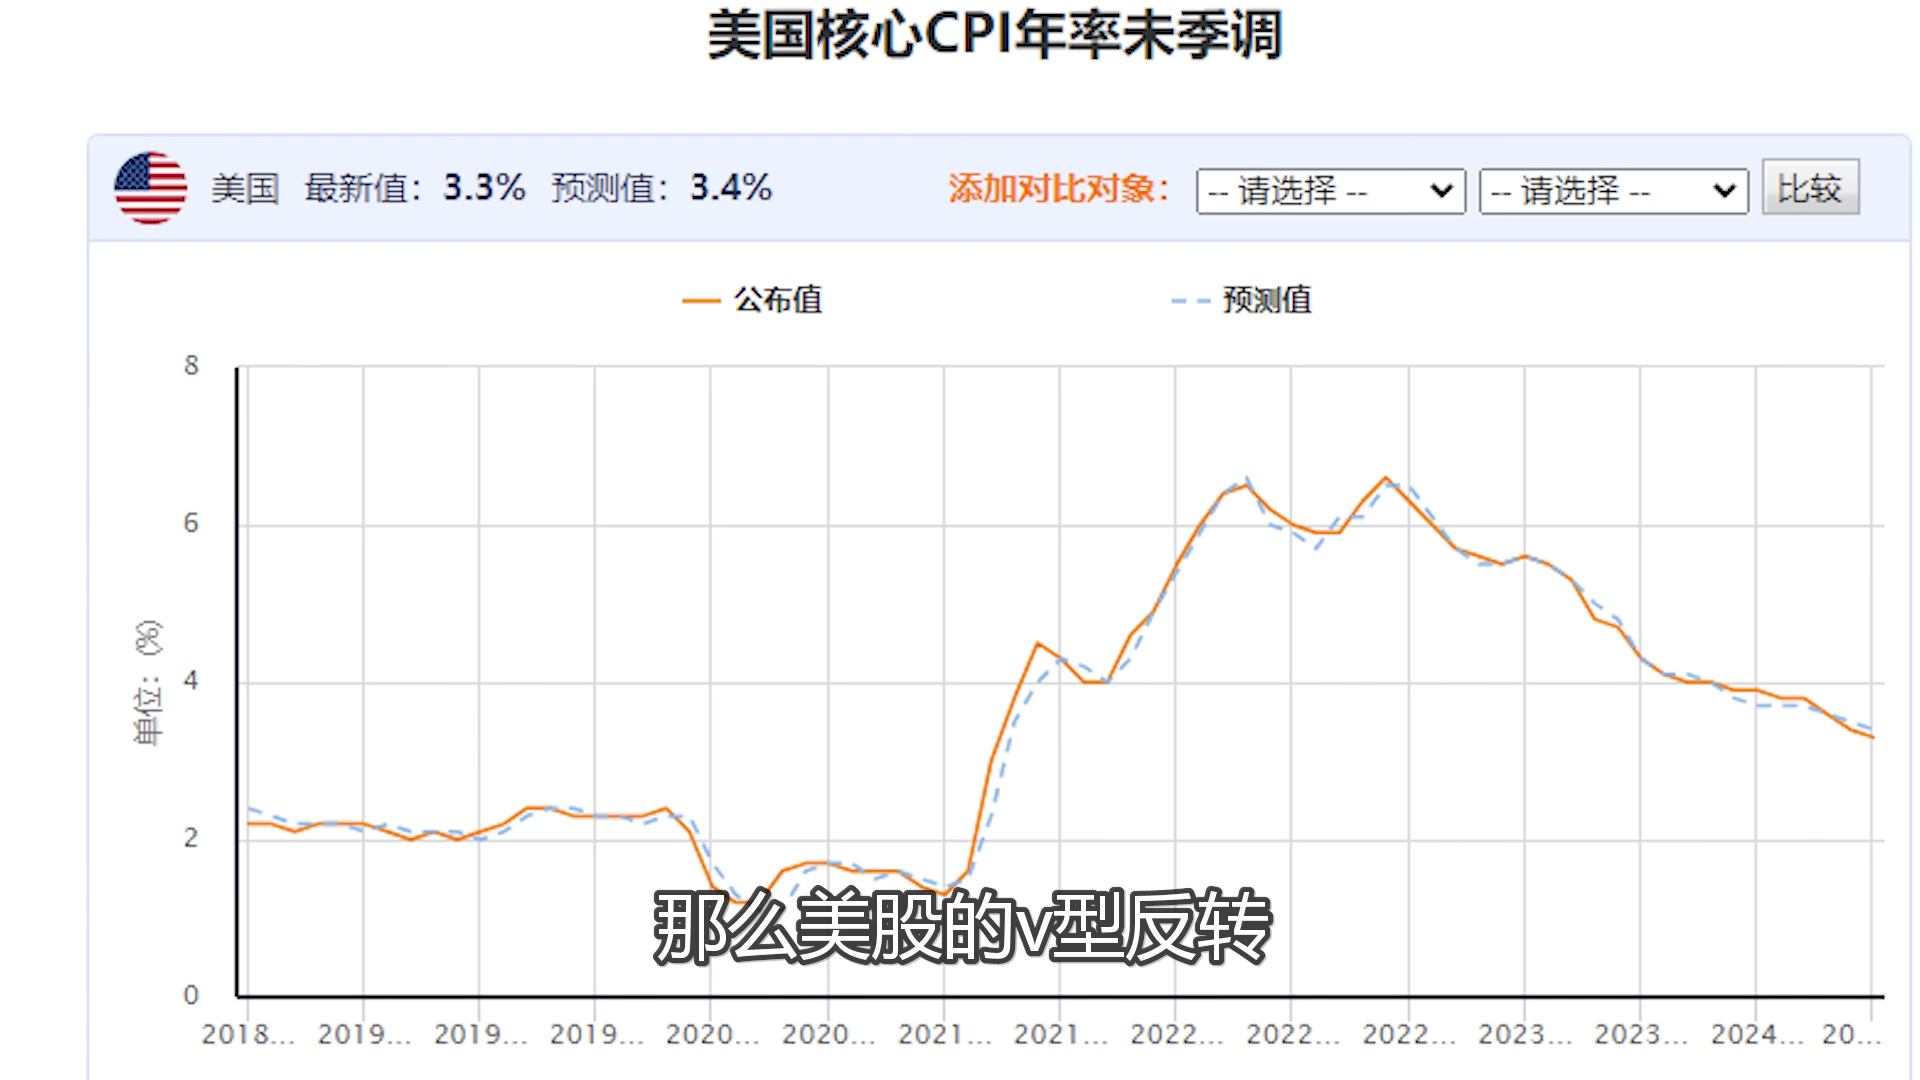 美国核心CPI年率未季调
美国 最新值：3.3% 预测值：3.4% 添加对比对象： -- 请选择 -- -- 请选择 -- 比较
公布值 预测值
8
6
4
2
0
单位：(%)
那么美股的v型反转
2018... 2019... 2019... 2019... 2020... 2020... 2021... 2021... 2022... 2022... 2022... 2023... 2023... 2024... 20...